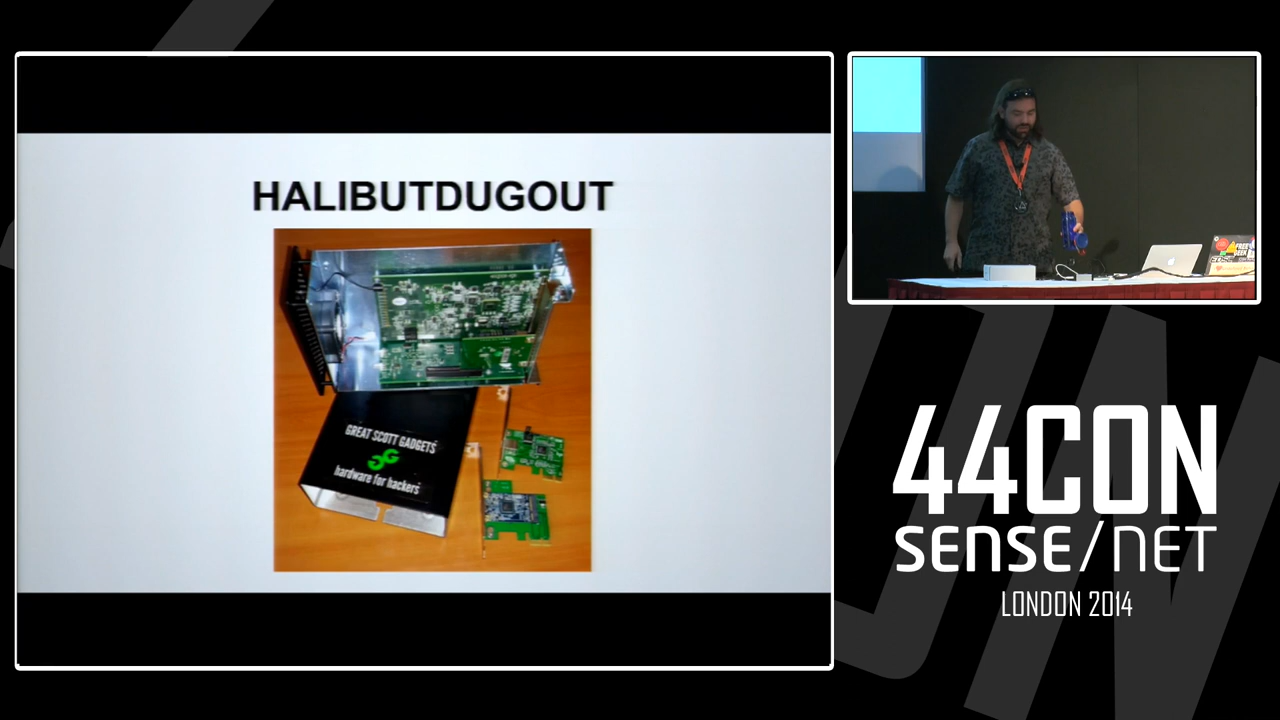 HALIBUTDUGOUT
GREAT SCOTT GADGETS
hardware for hackers
44CON
SENSE/NET
LONDON 2014